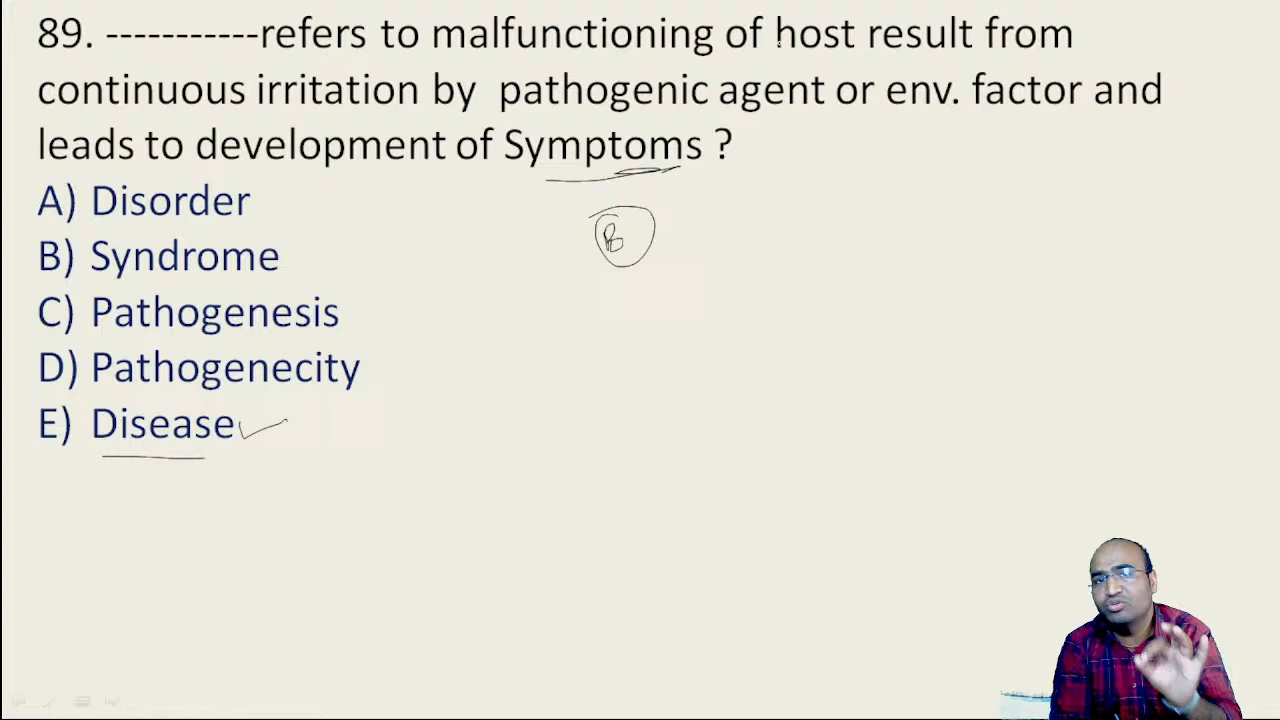 89. -----------refers to malfunctioning of host result from
continuous irritation by pathogenic agent or env. factor and
leads to development of Symptoms ?
A) Disorder
B) Syndrome
C) Pathogenesis
D) Pathogenecity
E) Disease